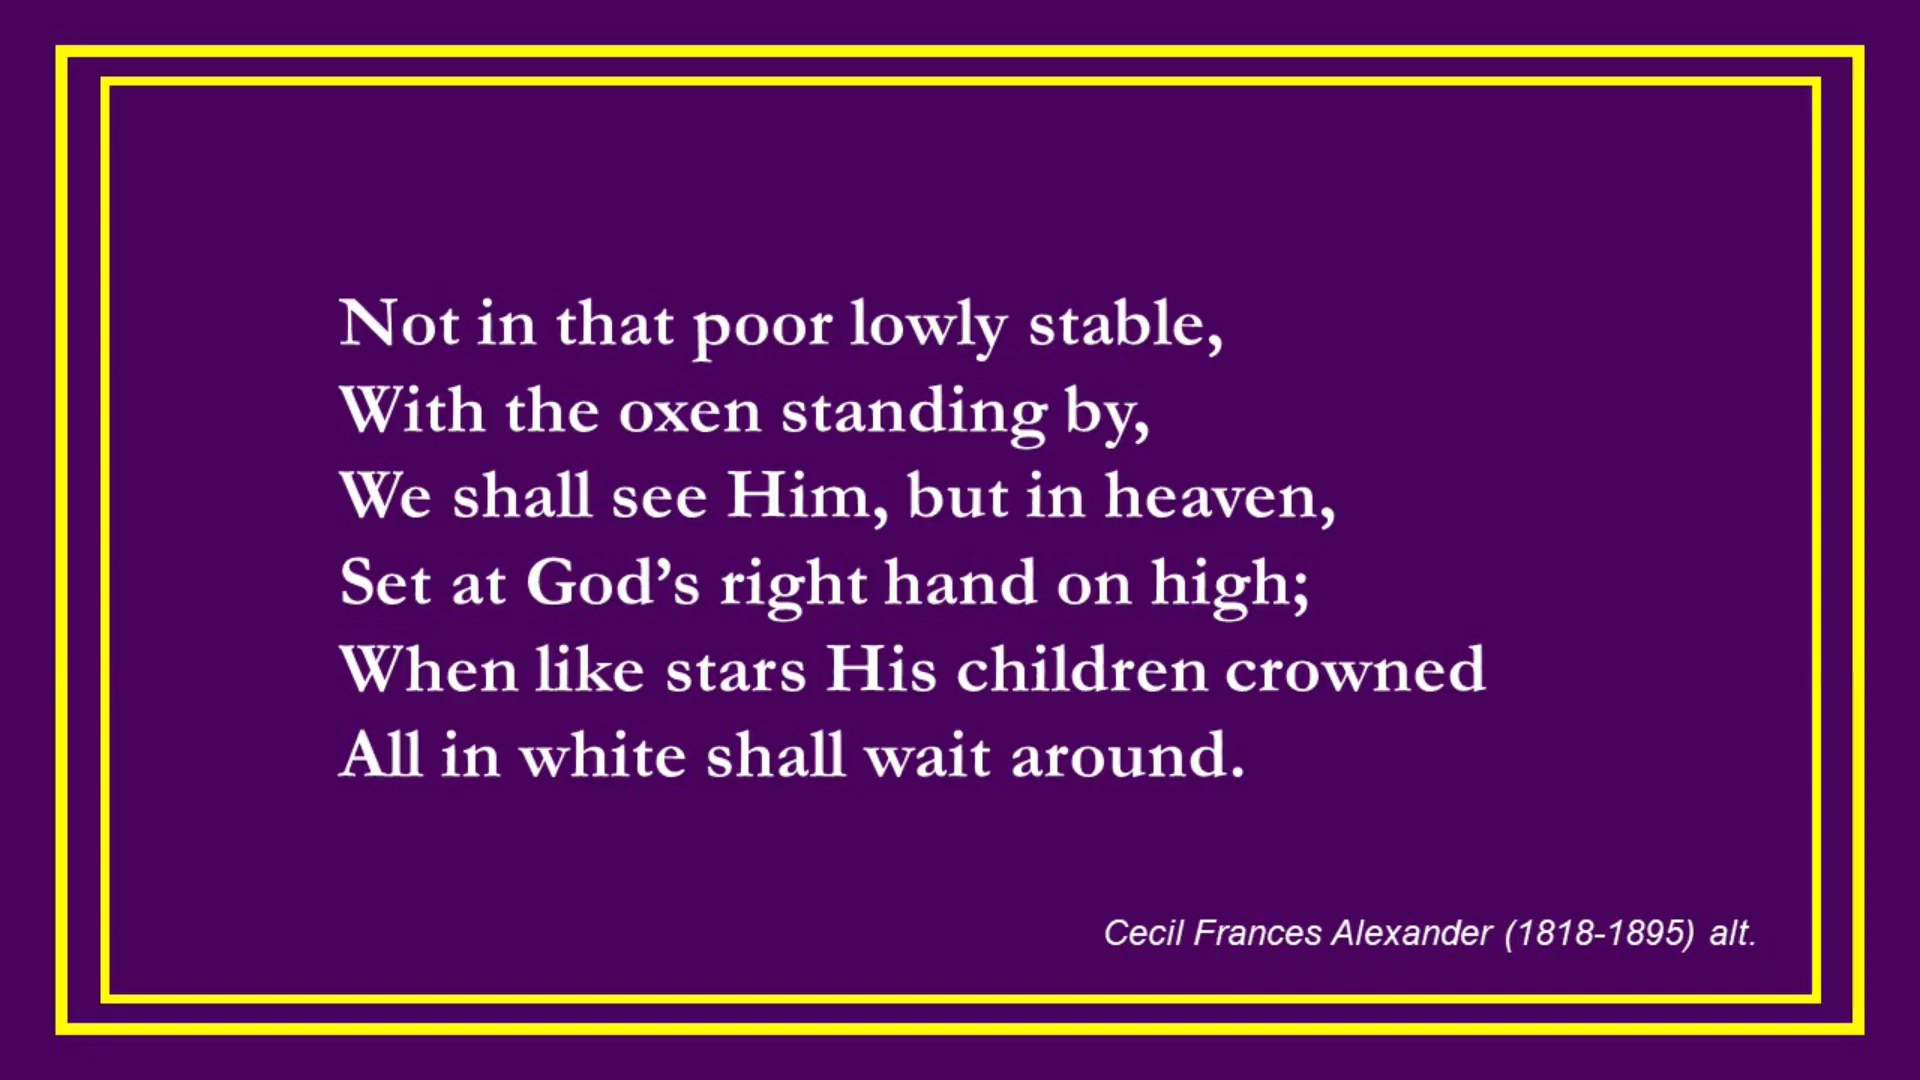 Not in that poor lowly stable,
With the oxen standing by,
We shall see Him, but in heaven,
Set at God’s right hand on high;
When like stars His children crowned
All in white shall wait around.
Cecil Frances Alexander (1818-1895) alt.